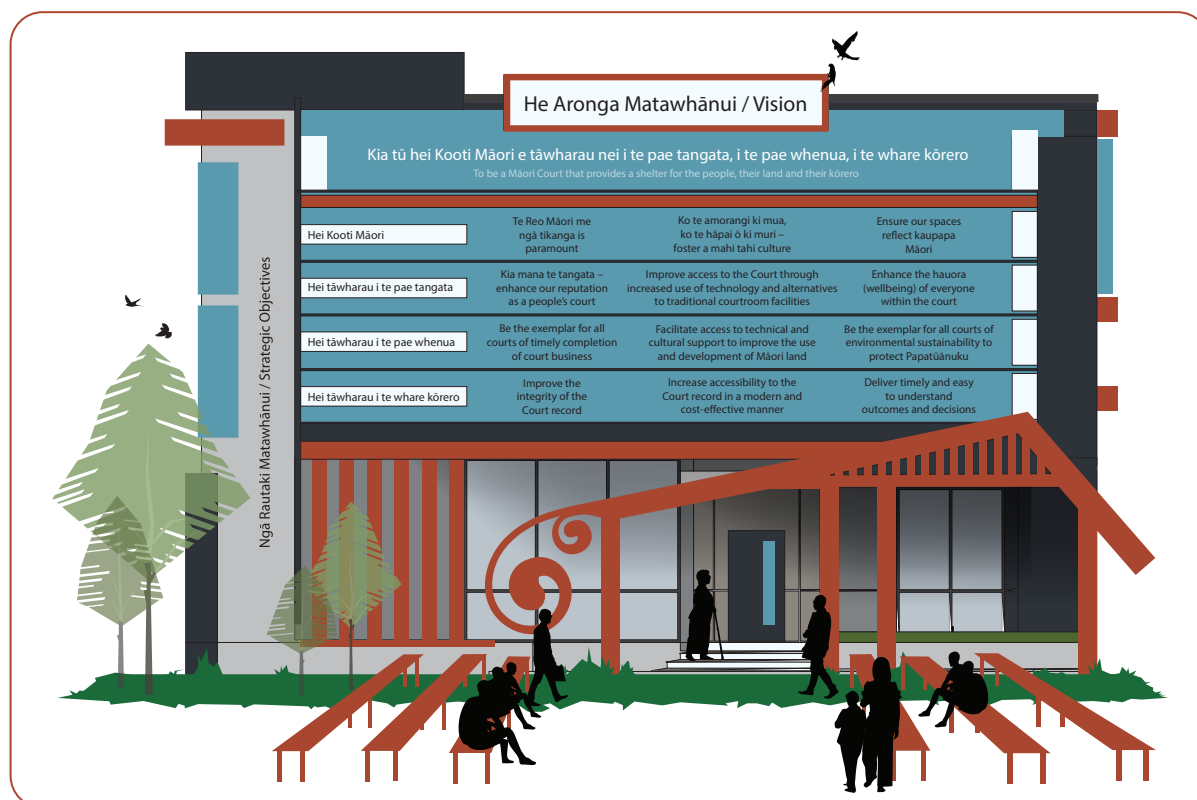 He Aronga Matawhānui / Vision
Kia tū hei Kooti Māori e tāwharau nei i te pae tangata, i te pae whenua, i te whare kōrero
To be a Māori Court that provides a shelter for the people, their land and their kōrero
Ngā Rautaki Matawhānui / Strategic Objectives
Hei Kooti Māori
Te Reo Māori me
ngā tikanga is
paramount
Ko te amorangi ki mua,
ko te hāpai ō ki muri –
foster a mahi tahi culture
Ensure our spaces
reflect kaupapa
Māori
Hei tāwharau i te pae tangata
Kia mana te tangata –
enhance our reputation
as a people's court
Improve access to the Court through
increased use of technology and alternatives
to traditional courtroom facilities
Enhance the hauora
(wellbeing) of everyone
within the court
Hei tāwharau i te pae whenua
Be the exemplar for all
courts of timely completion
of court business
Facilitate access to technical and
cultural support to improve the use
and development of Māori land
Be the exemplar for all courts of
environmental sustainability to
protect Papatūānuku
Hei tāwharau i te whare kōrero
Improve the
integrity of the
Court record
Increase accessibility to the
Court record in a modern and
cost-effective manner
Deliver timely and easy
to understand
outcomes and decisions